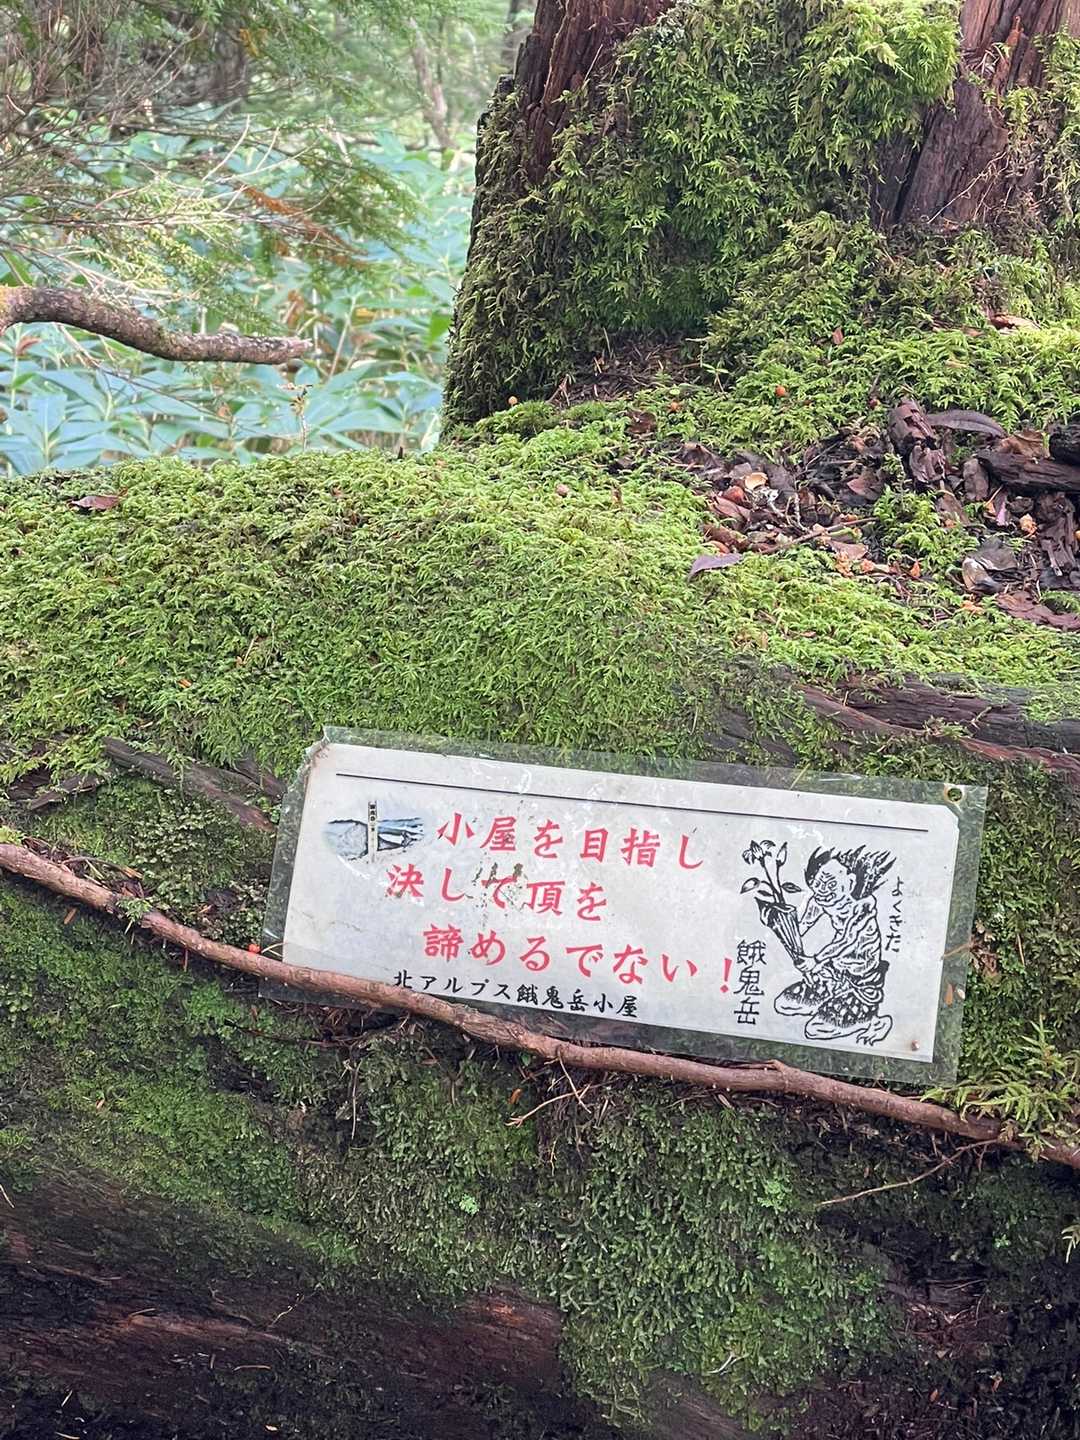 小屋を目指し
決して頂を
諦めるでない！
北アルプス餓鬼岳小屋
よくきた
餓鬼岳